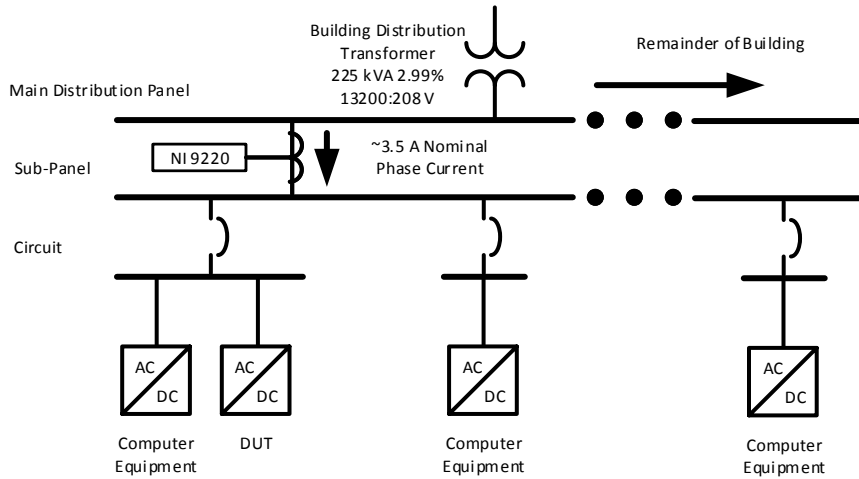 Building Distribution
Transformer
225 kVA 2.99%
13200:208 V
Remainder of Building
Main Distribution Panel
NI 9220
~3.5 A Nominal
Phase Current
Sub-Panel
Circuit
AC
DC
AC
DC
AC
DC
AC
DC
Computer
Equipment
DUT
Computer
Equipment
Computer
Equipment